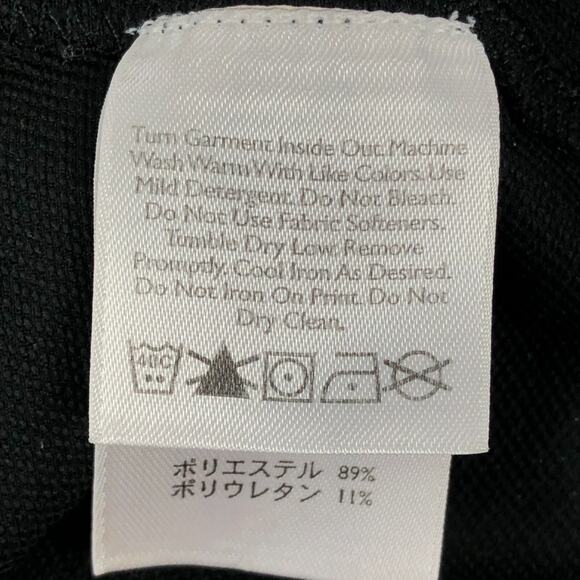 Turn Garment Inside Out. Machine
Wash Warm With Like Colors. Use
Mild Detergent. Do Not Bleach.
Do Not Use Fabric Softeners.
Tumble Dry Low. Remove
Promptly. Cool Iron As Desired.
Do Not Iron On Print. Do Not
Dry Clean.
40C
ポリエステル 89%
ポリウレタン 11%